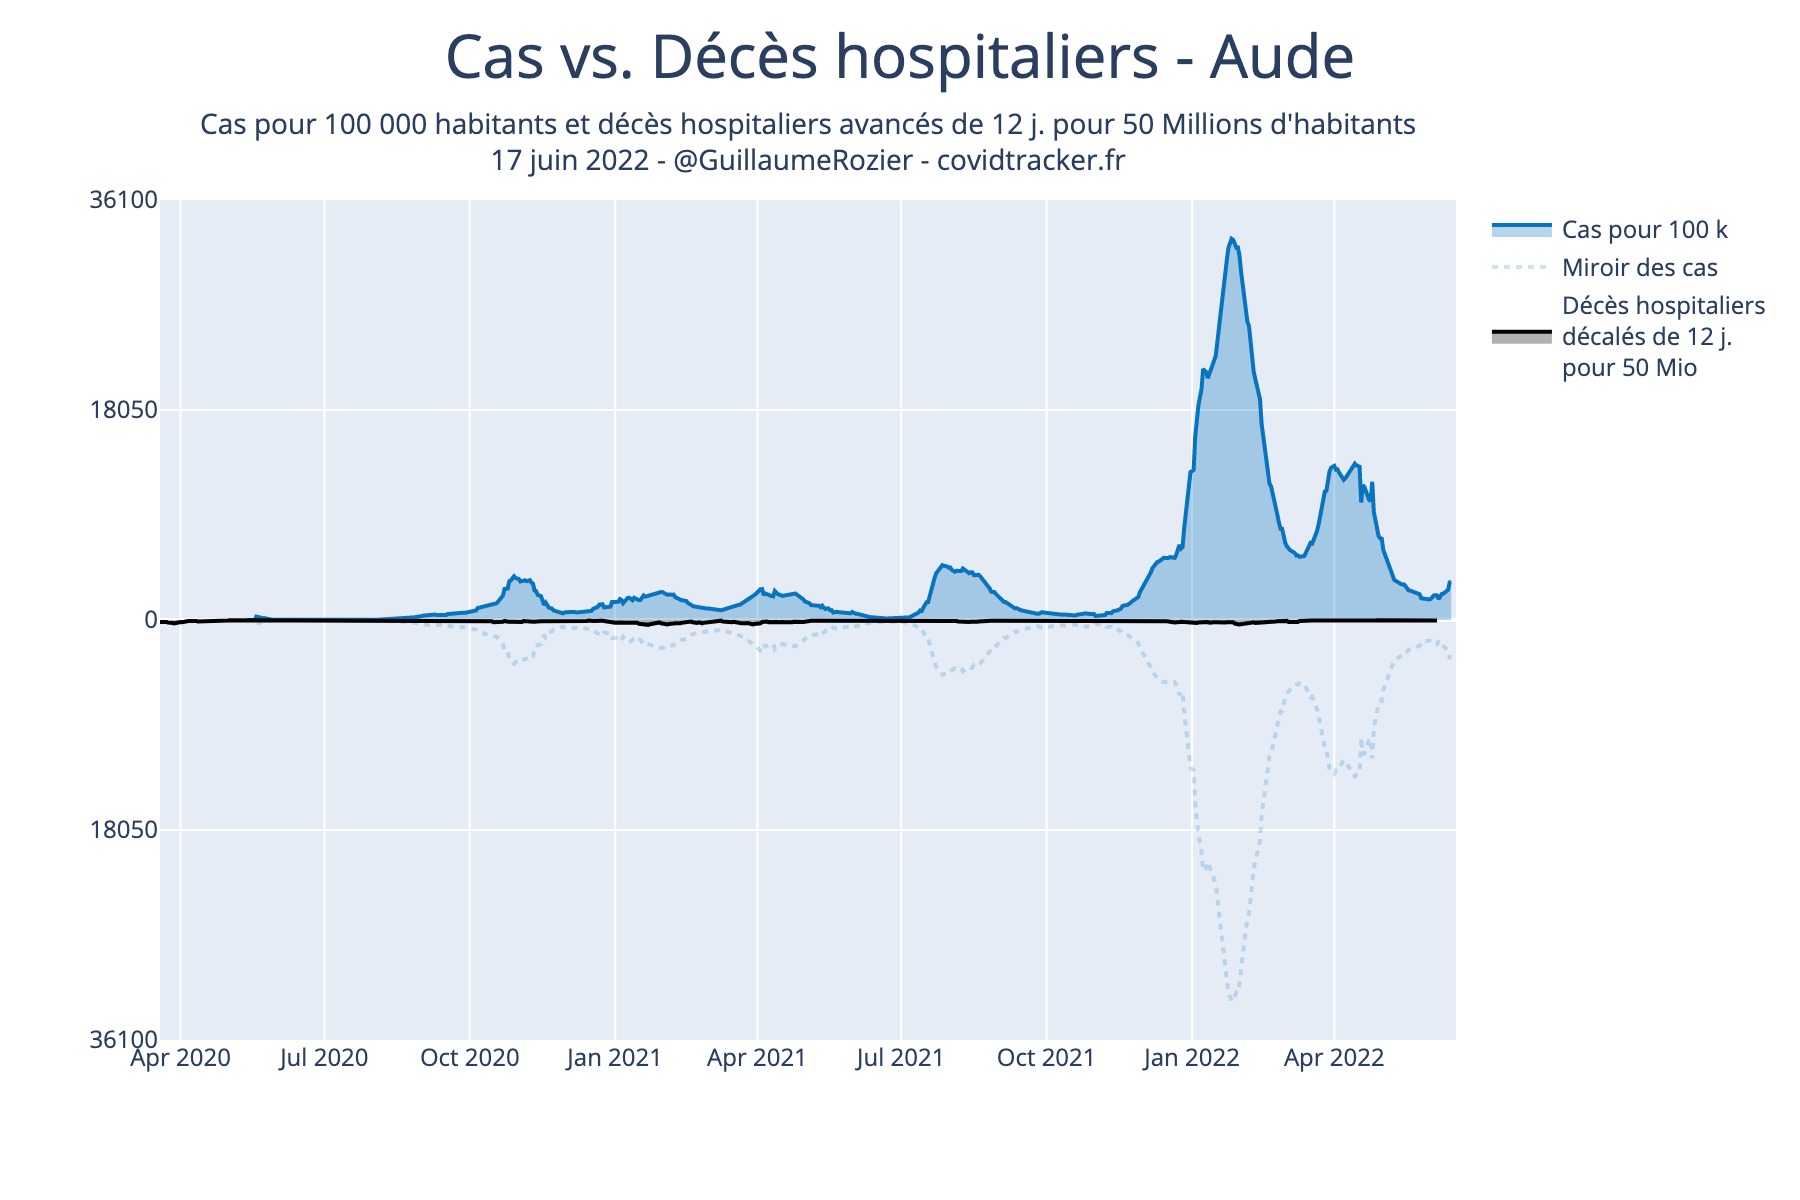 Cas vs. Décès hospitaliers - Aude
Cas pour 100 000 habitants et décès hospitaliers avancés de 12 j. pour 50 Millions d'habitants
17 juin 2022 - @GuillaumeRozier - covidtracker.fr
36100
18050
0
18050
36100
Apr 2020
Jul 2020
Oct 2020
Jan 2021
Apr 2021
Jul 2021
Oct 2021
Jan 2022
Apr 2022
Cas pour 100 k
Miroir des cas
Décès hospitaliers
décalés de 12 j.
pour 50 Mio